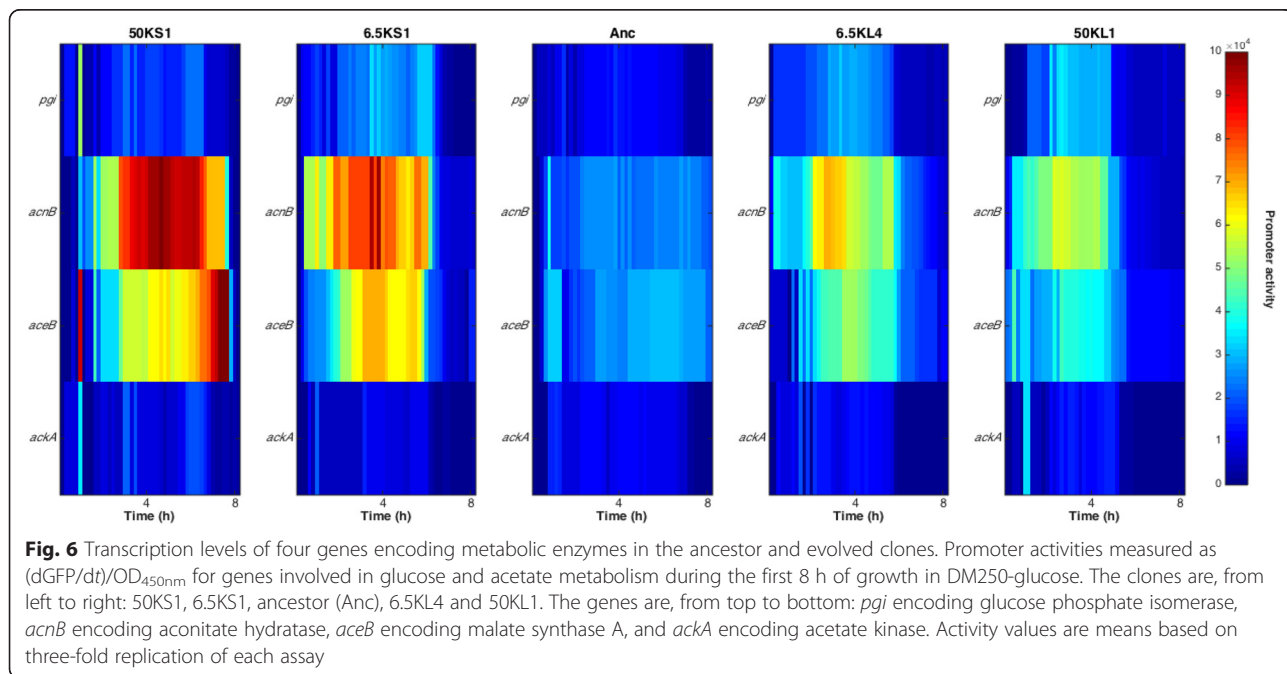 50KS1 6.5KS1 Anc 6.5KL4 50KL1
×10⁴
pgi pgi pgi pgi pgi
acnB acnB acnB acnB acnB
aceB aceB aceB aceB aceB
ackA ackA ackA ackA ackA
10
9
8
7
6
5
4
3
2
1
0
Promoter activity
4 8 4 8 4 8 4 8 4 8
Time (h) Time (h) Time (h) Time (h) Time (h)
Fig. 6 Transcription levels of four genes encoding metabolic enzymes in the ancestor and evolved clones. Promoter activities measured as
(dGFP/dt)/OD450nm for genes involved in glucose and acetate metabolism during the first 8 h of growth in DM250-glucose. The clones are, from
left to right: 50KS1, 6.5KS1, ancestor (Anc), 6.5KL4 and 50KL1. The genes are, from top to bottom: pgi encoding glucose phosphate isomerase,
acnB encoding aconitate hydratase, aceB encoding malate synthase A, and ackA encoding acetate kinase. Activity values are means based on
three-fold replication of each assay